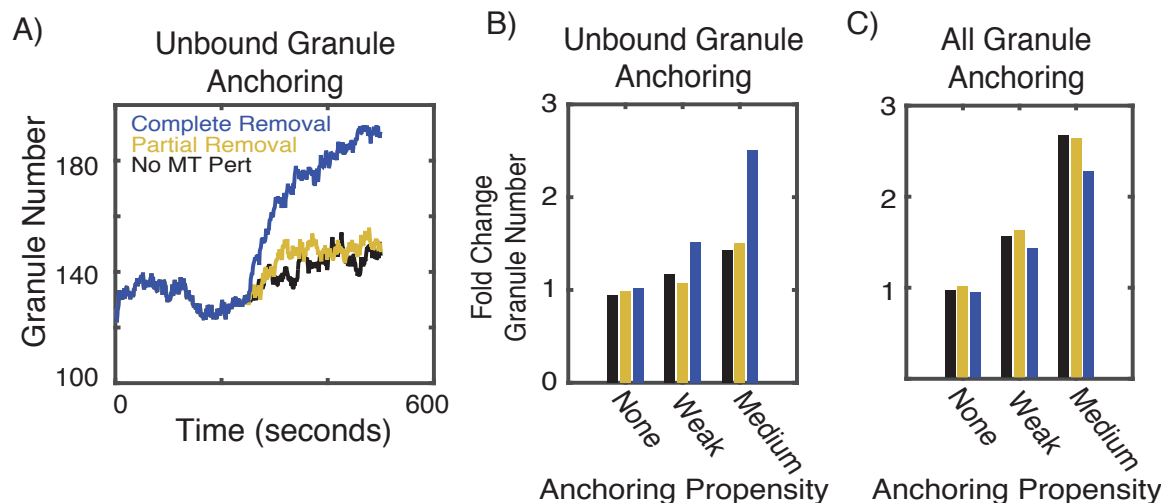 A)
Unbound Granule
Anchoring
Granule Number
180
140
100
Complete Removal
Partial Removal
No MT Pert
0
600
Time (seconds)
B)
Unbound Granule
Anchoring
Fold Change
Granule Number
3
2
1
0
None
Weak
Medium
Anchoring Propensity
C)
All Granule
Anchoring
3
2
1
None
Weak
Medium
Anchoring Propensity